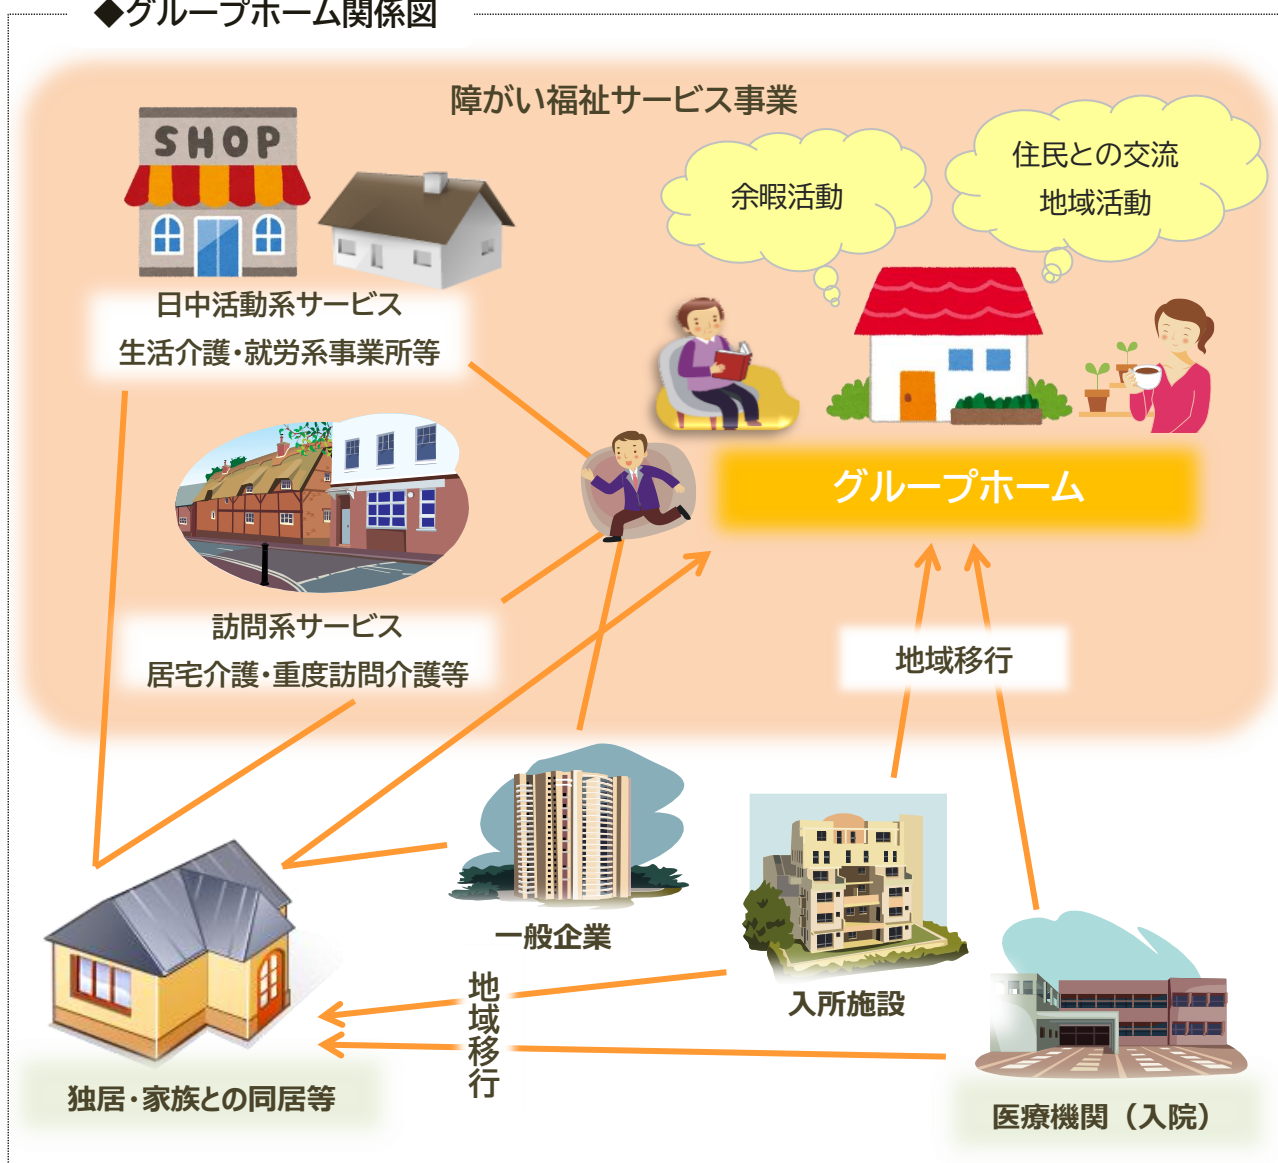 ◆グループホーム関係図
障がい福祉サービス事業
SHOP
余暇活動
住民との交流
地域活動
日中活動系サービス
生活介護・就労系事業所等
グループホーム
訪問系サービス
居宅介護・重度訪問介護等
地域移行
一般企業
地域移行
入所施設
独居・家族との同居等
医療機関（入院）